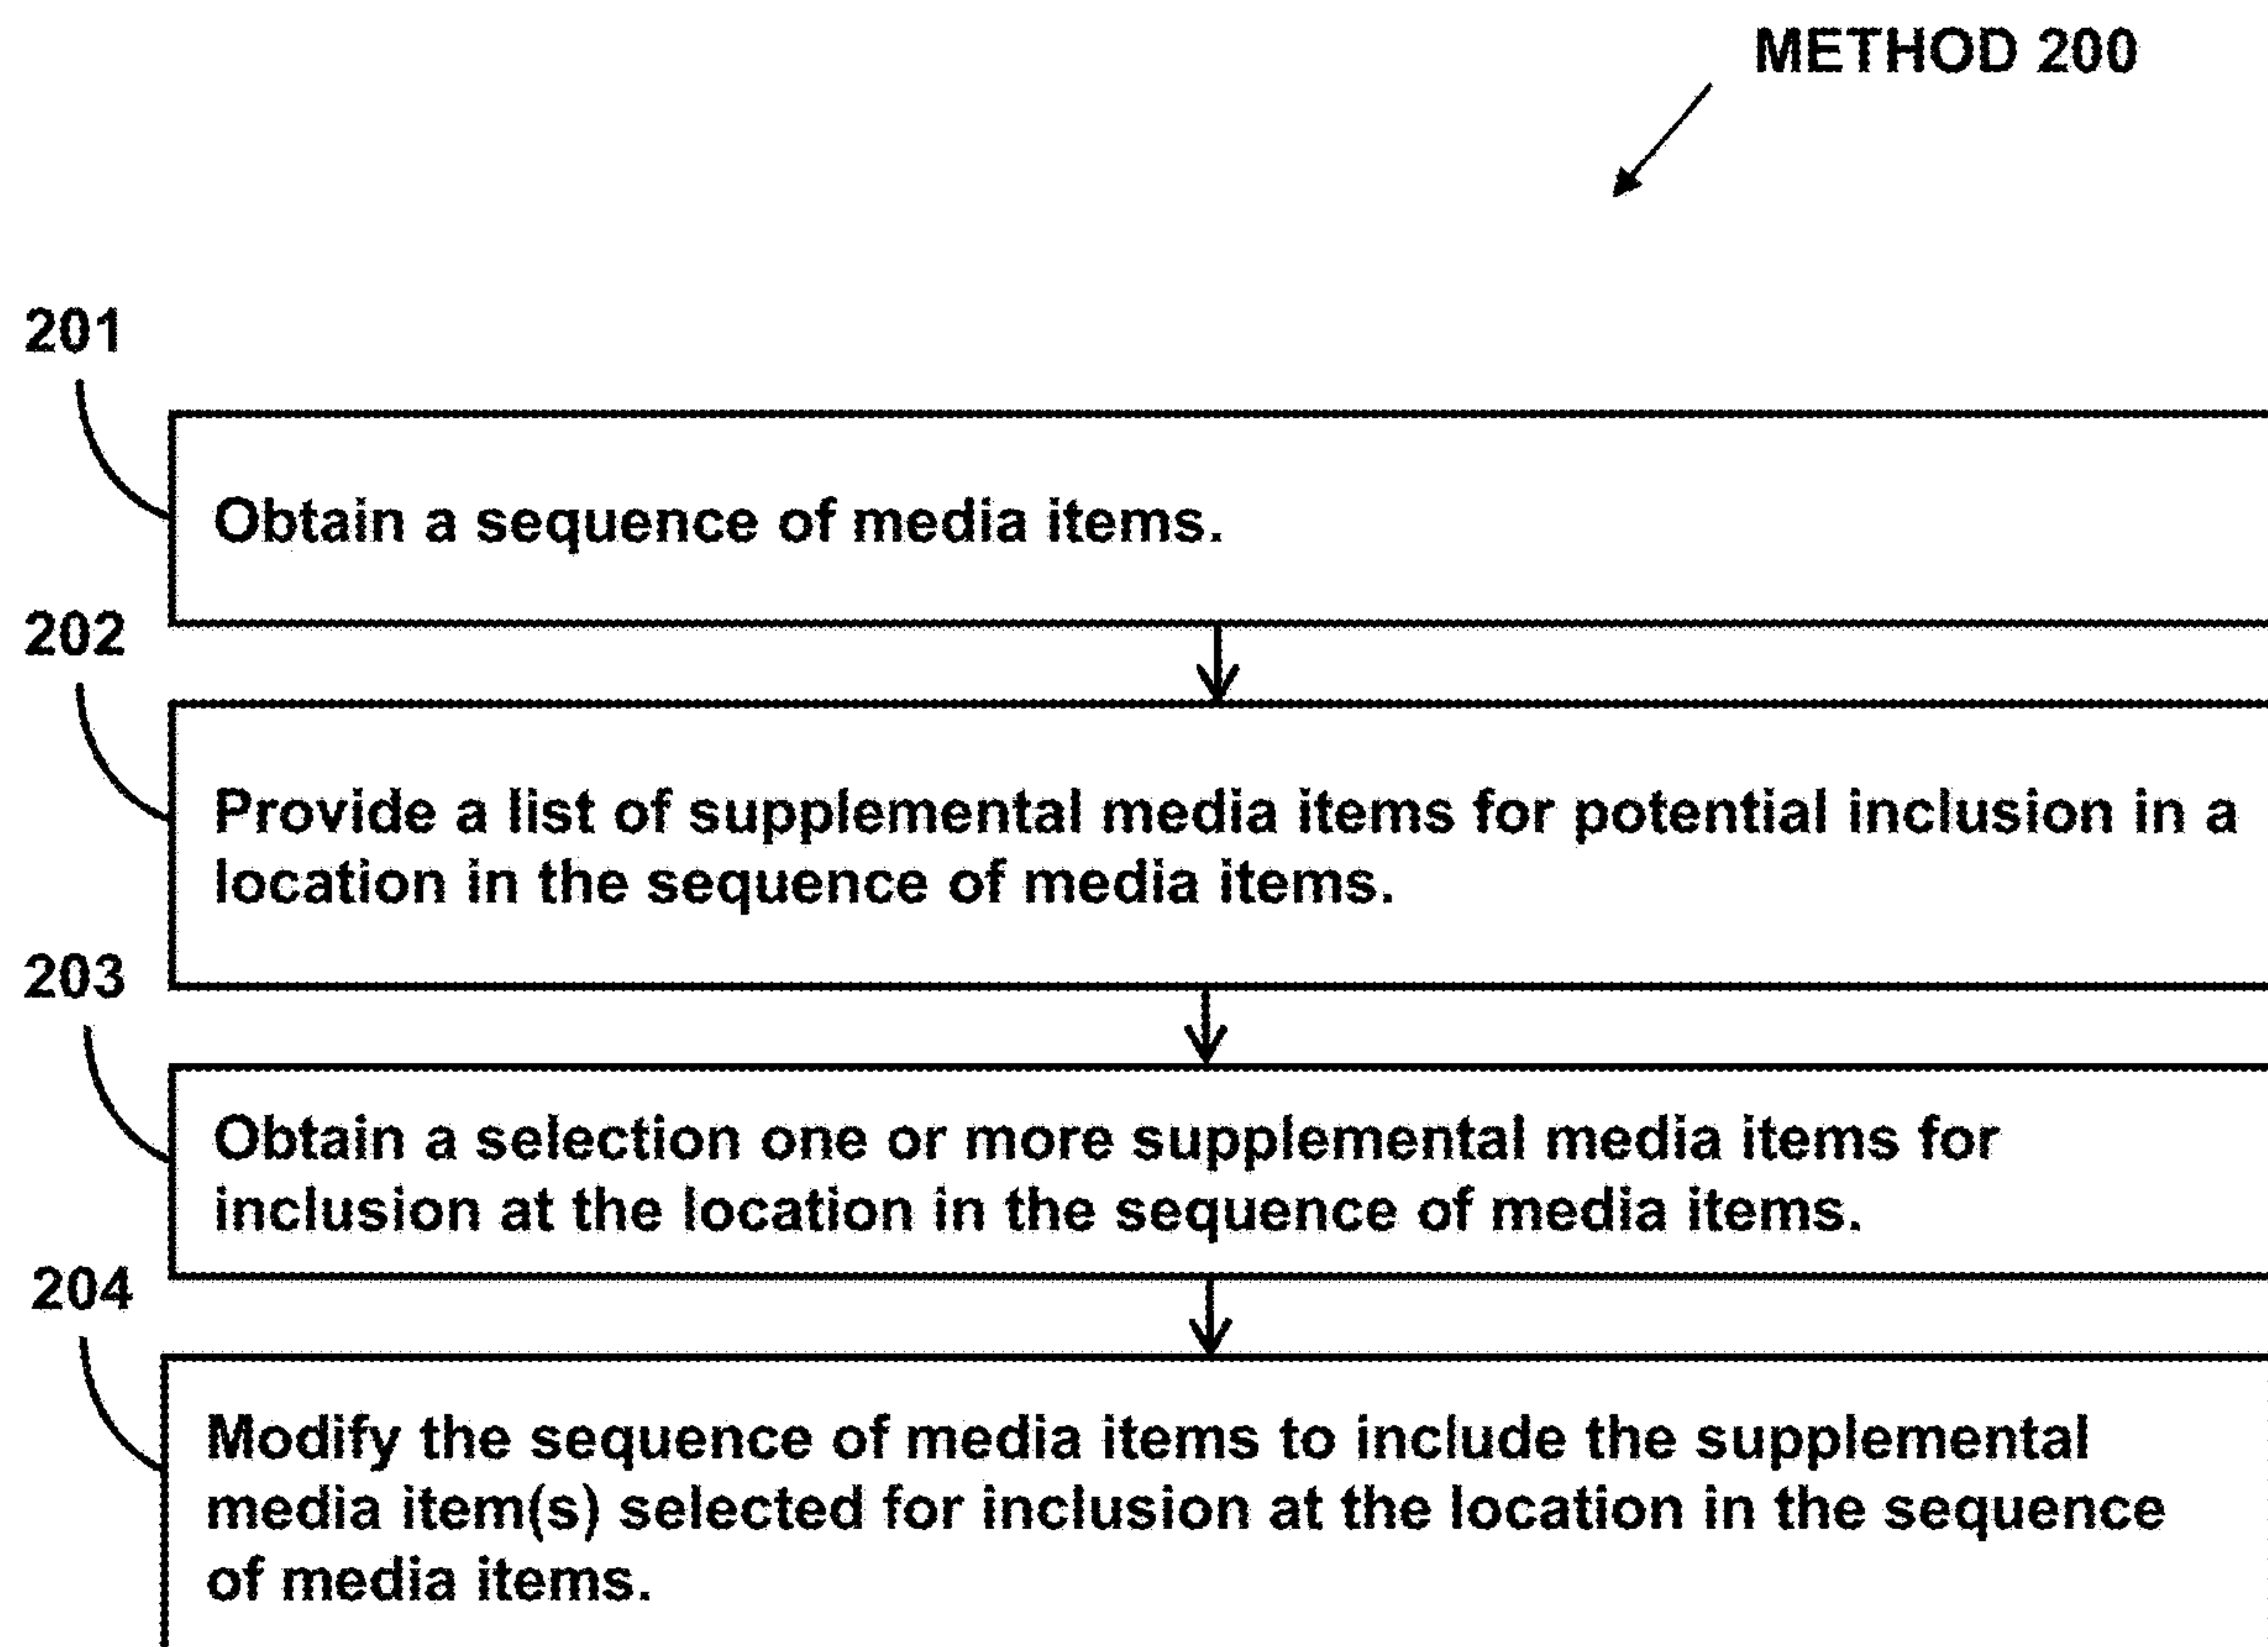 METHOD 200
201
Obtain a sequence of media items.
202
Provide a list of supplemental media items for potential inclusion in a
location in the sequence of media items.
203
Obtain a selection one or more supplemental media items for
inclusion at the location in the sequence of media items.
204
Modify the sequence of media items to include the supplemental
media item(s) selected for inclusion at the location in the sequence
of media items.